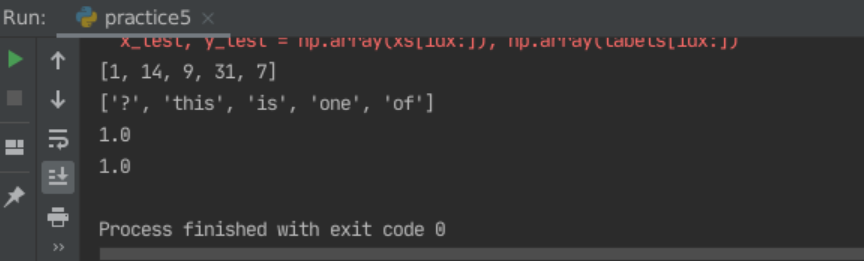 Run: practice5
x_test, y_test = np.array(xs[idx:]), np.array(labels[idx:])
[1, 14, 9, 31, 7]
['?', 'this', 'is', 'one', 'of']
1.0
1.0
Process finished with exit code 0